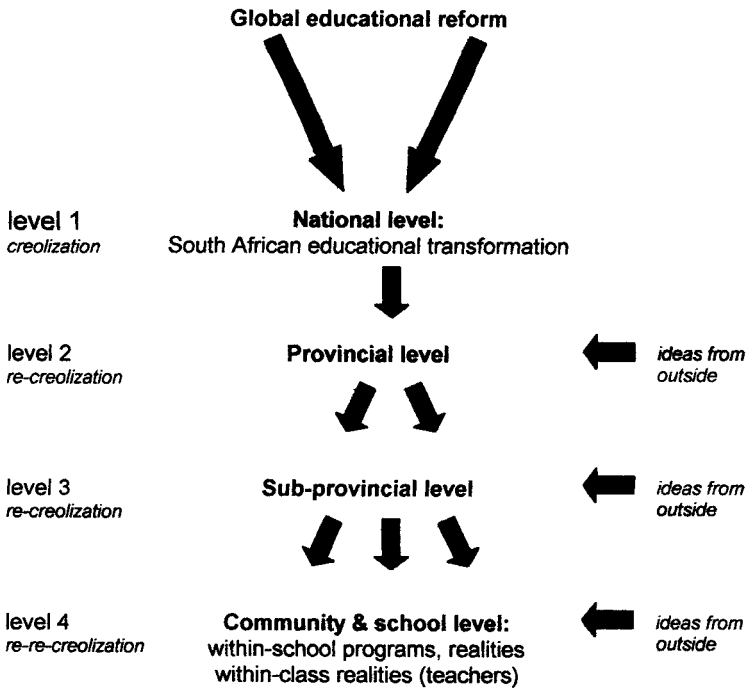 Global educational reform
level 1
creolization
National level:
South African educational transformation
level 2
re-creolization
Provincial level
ideas from
outside
level 3
re-creolization
Sub-provincial level
ideas from
outside
level 4
re-re-creolization
Community & school level:
within-school programs, realities
within-class realities (teachers)
ideas from
outside